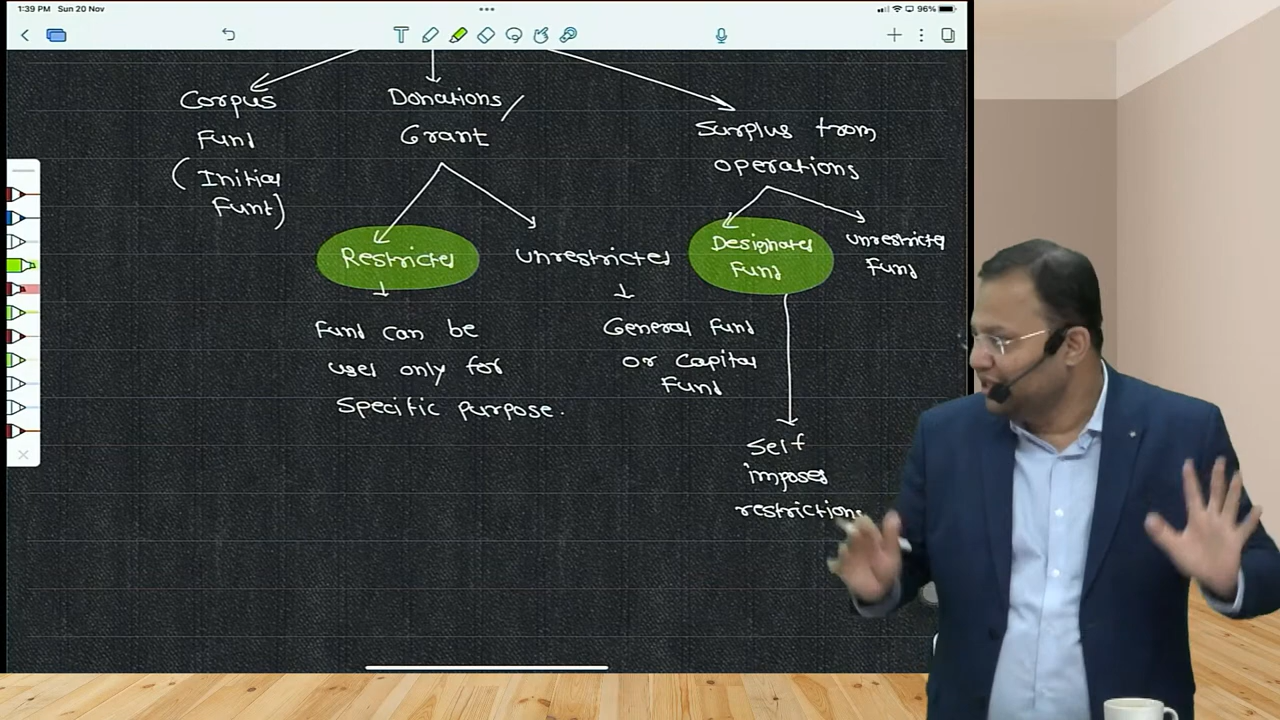 1:39 PM Sun 20 Nov
96%
T
Corpus
Fund
(Initial
Funt)
Donations/
Grant
Surplus from
operations
Restricted
unrestricted
Designated
Fund
unrestricted
Fund
Fund can be
used only for
specific purpose.
General Fund
or Capital
Fund
Self
imposed
restrictions